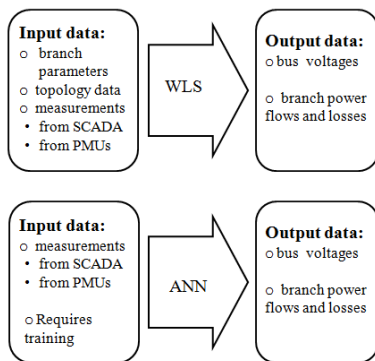 Input data:
○ branch
parameters
○ topology data
○ measurements
• from SCADA
• from PMUs
WLS
Output data:
○ bus voltages
○ branch power
flows and losses
Input data:
○ measurements
• from SCADA
• from PMUs
○ Requires
training
ANN
Output data:
○ bus voltages
○ branch power
flows and losses